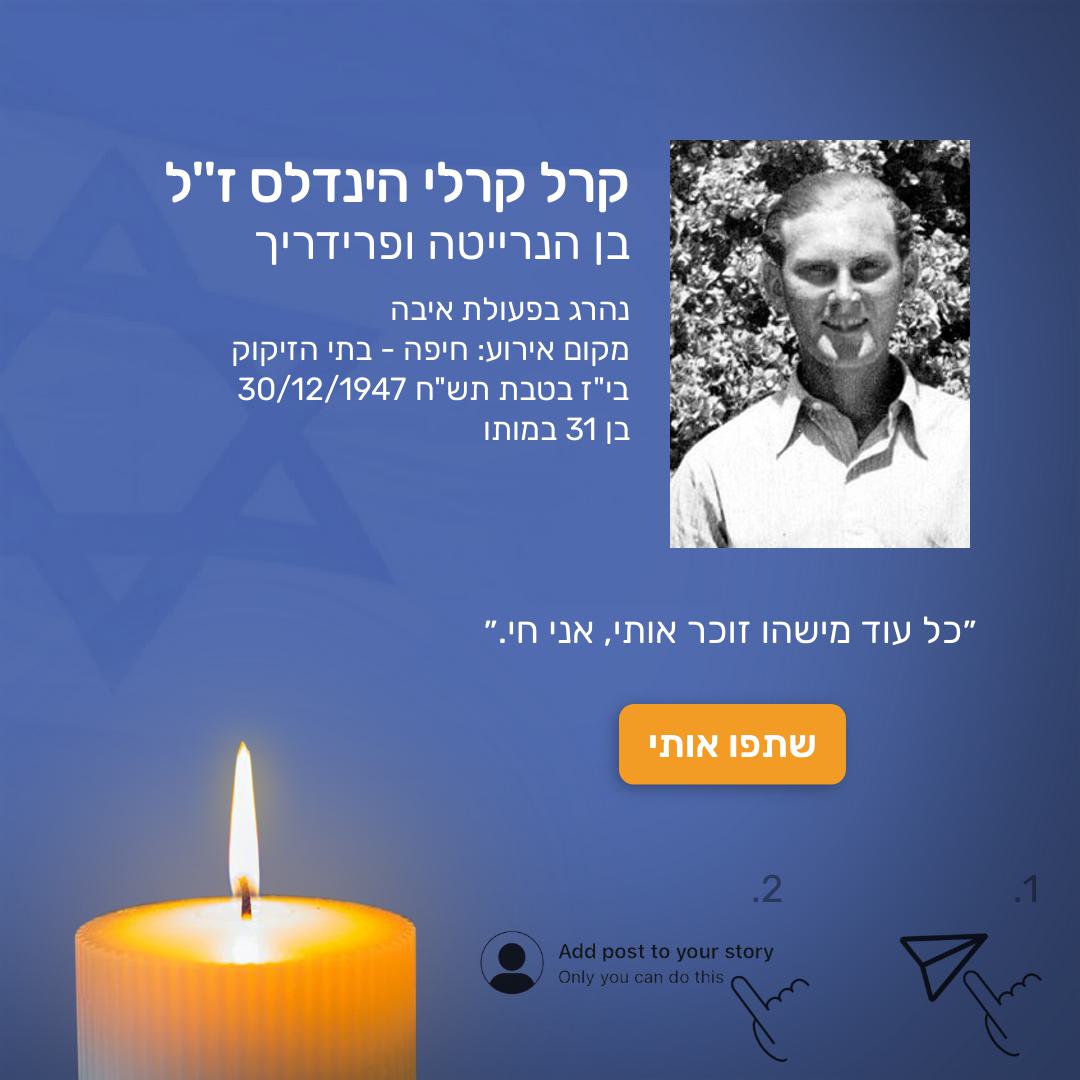 קרל קרלי הינדלס ז"ל
בן הנרייטה ופרידריך
נהרג בפעולת איבה
מקום אירוע: חיפה - בתי הזיקוק
בי"ז בטבת תש"ח 30/12/1947
בן 31 במותו
״כל עוד מישהו זוכר אותי, אני חי.״
שתפו אותי
1.
2.
Add post to your story
Only you can do this